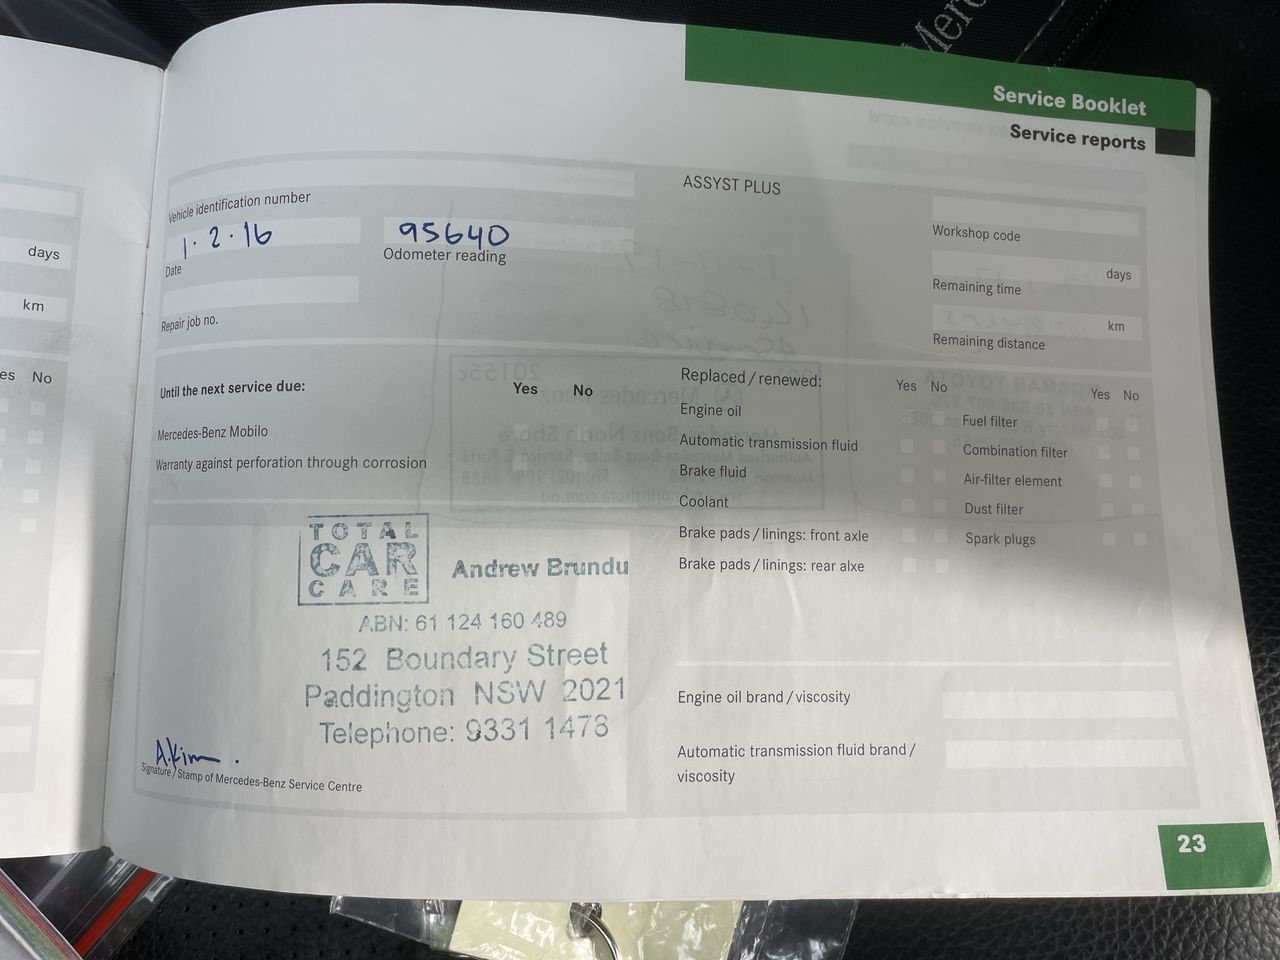 Merc
Service Booklet
Service reports
Vehicle identification number
1.2.16
Date
95640
Odometer reading
Repair job no.
ASSYST PLUS
Workshop code
days
Remaining time
km
Remaining distance
days
km
es No
Until the next service due:
Yes No
Mercedes-Benz Mobilo
Warranty against perforation through corrosion
Replaced / renewed:
Yes No
Yes No
Engine oil
Automatic transmission fluid
Brake fluid
Coolant
Brake pads / linings: front axle
Brake pads / linings: rear alxe
Fuel filter
Combination filter
Air-filter element
Dust filter
Spark plugs
TOTAL
CAR
CARE
Andrew Brundu
ABN: 61 124 160 489
152 Boundary Street
Paddington NSW 2021
Telephone: 9331 1473
A.Kim
Signature / Stamp of Mercedes-Benz Service Centre
Engine oil brand / viscosity
Automatic transmission fluid brand /
viscosity
23